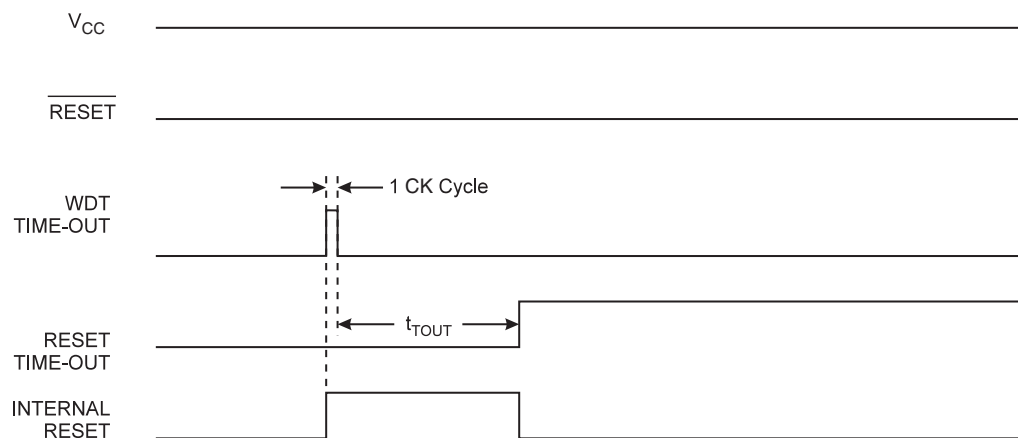 VCC
RESET
1 CK Cycle
WDT
TIME-OUT
tTOUT
RESET
TIME-OUT
INTERNAL
RESET